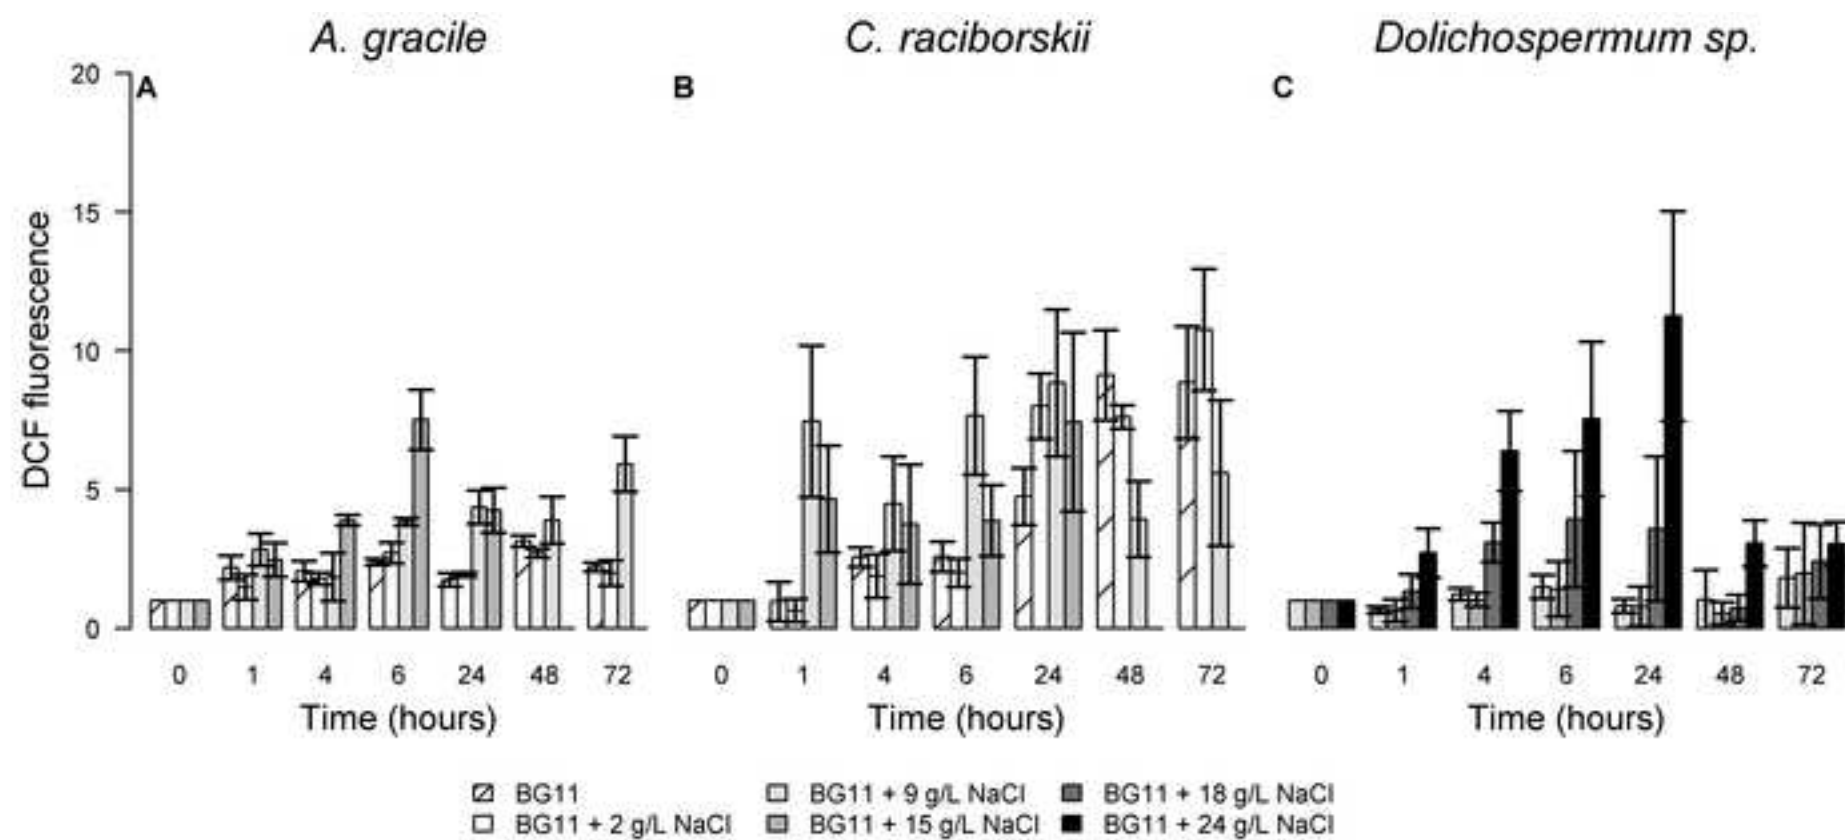 A. gracile
C. raciborskii
Dolichospermum sp.
A
B
C
DCF fluorescence
20
15
10
5
0
0 1 4 6 24 48 72
0 1 4 6 24 48 72
0 1 4 6 24 48 72
Time (hours)
Time (hours)
Time (hours)
BG11
BG11 + 2 g/L NaCl
BG11 + 9 g/L NaCl
BG11 + 15 g/L NaCl
BG11 + 18 g/L NaCl
BG11 + 24 g/L NaCl